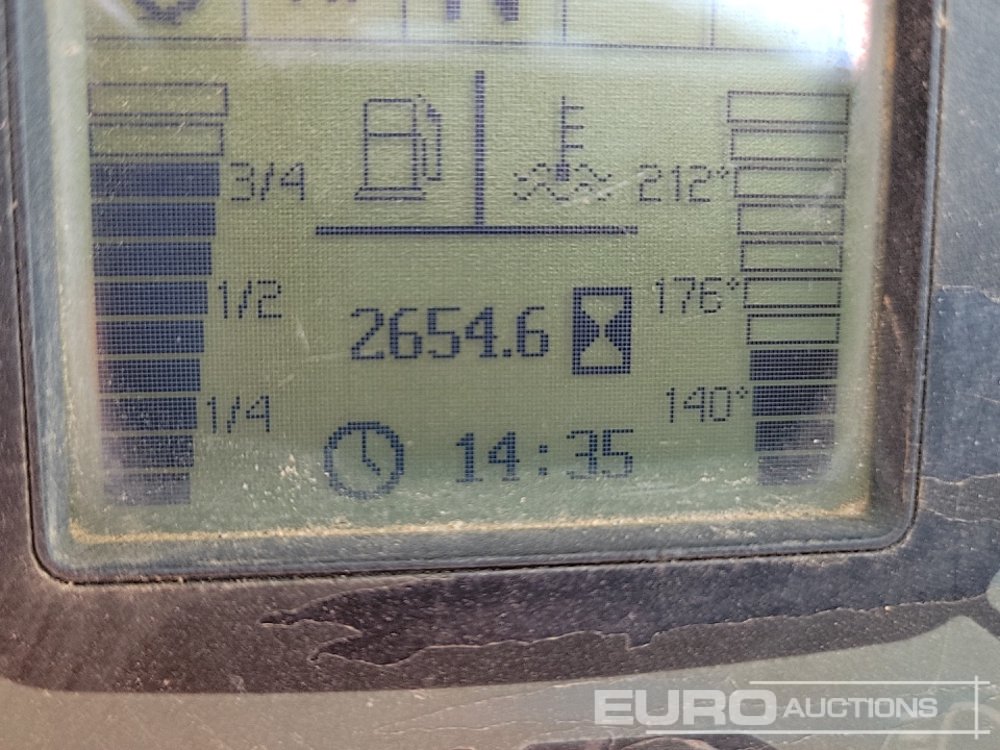 N
3/4 212°
1/2 2654.6 176°
1/4 140°
14:35
EURO AUCTIONS